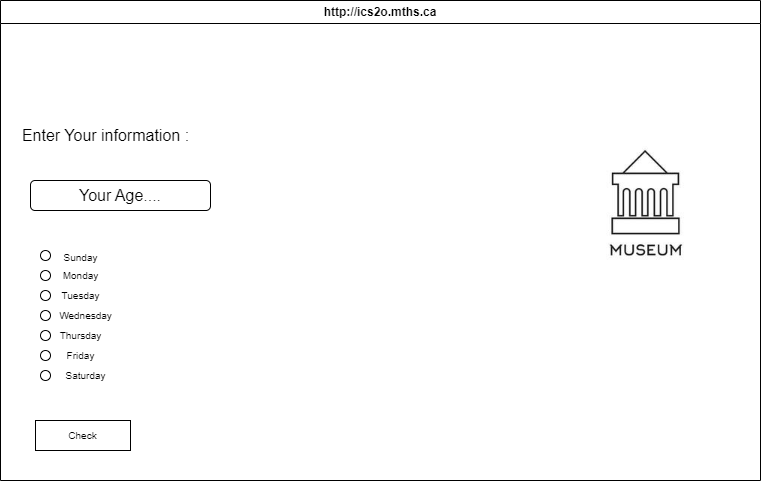 http://ics2o.mths.ca
Enter Your information :
Your Age....
MUSEUM
Sunday
Monday
Tuesday
Wednesday
Thursday
Friday
Saturday
Check